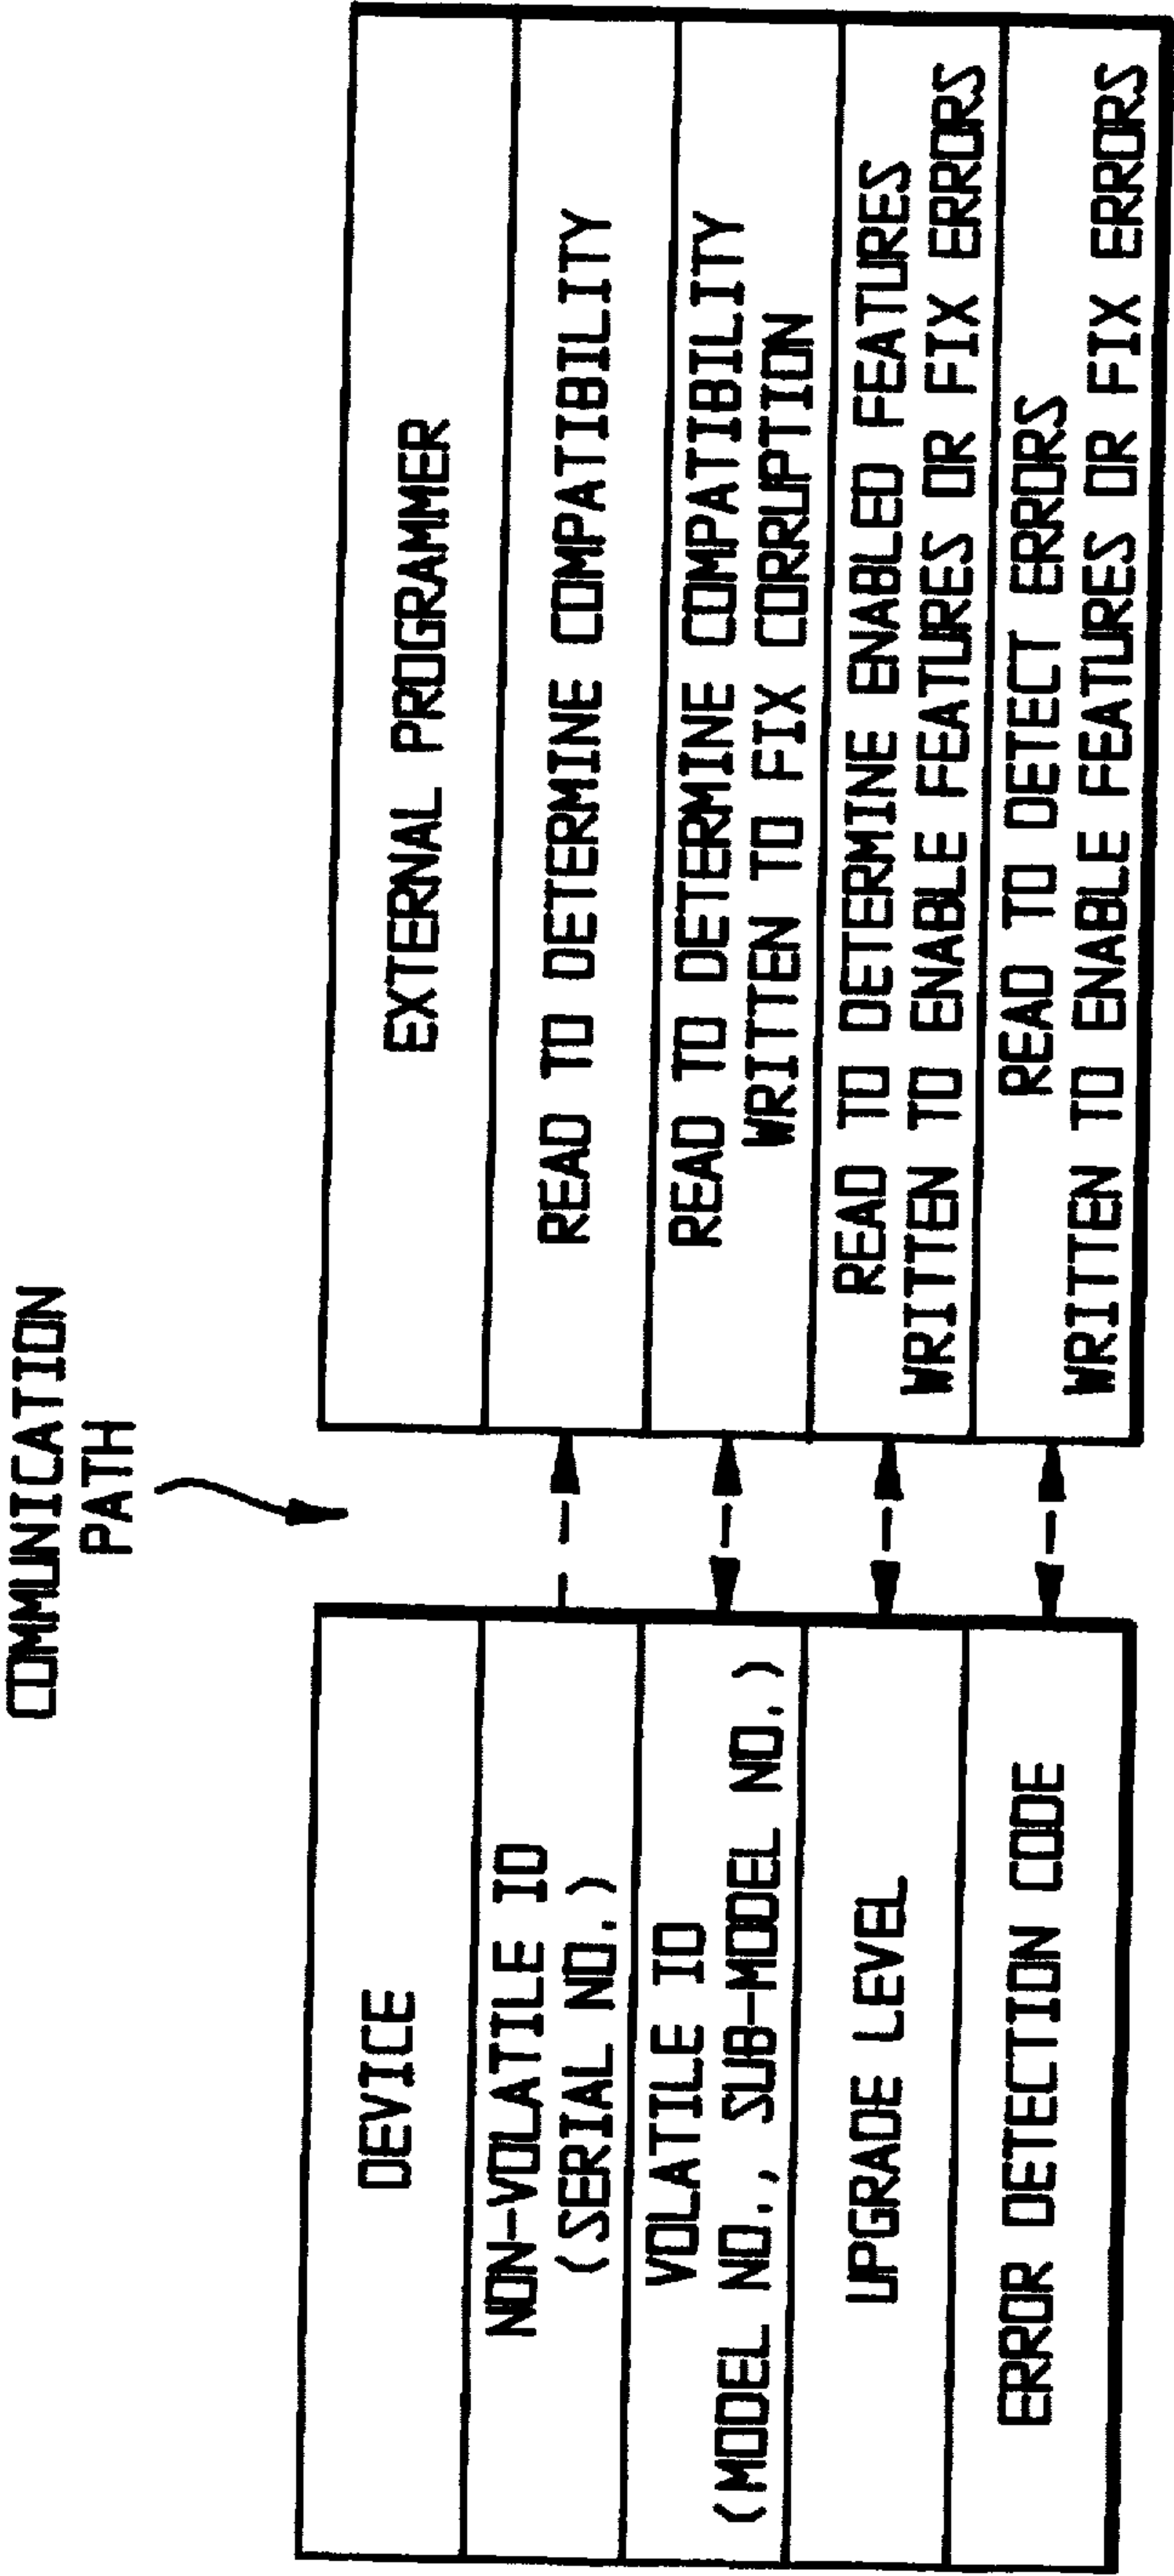 COMMUNICATION
PATH
DEVICE
NON-VOLATILE ID
(SERIAL NO.)
VOLATILE ID
(MODEL NO., SUB-MODEL NO.)
UPGRADE LEVEL
ERROR DETECTION CODE
EXTERNAL PROGRAMMER
READ TO DETERMINE COMPATIBILITY
READ TO DETERMINE COMPATIBILITY
WRITTEN TO FIX CORRUPTION
READ TO DETERMINE ENABLED FEATURES
WRITTEN TO ENABLE FEATURES OR FIX ERRORS
READ TO DETECT ERRORS
WRITTEN TO ENABLE FEATURES OR FIX ERRORS